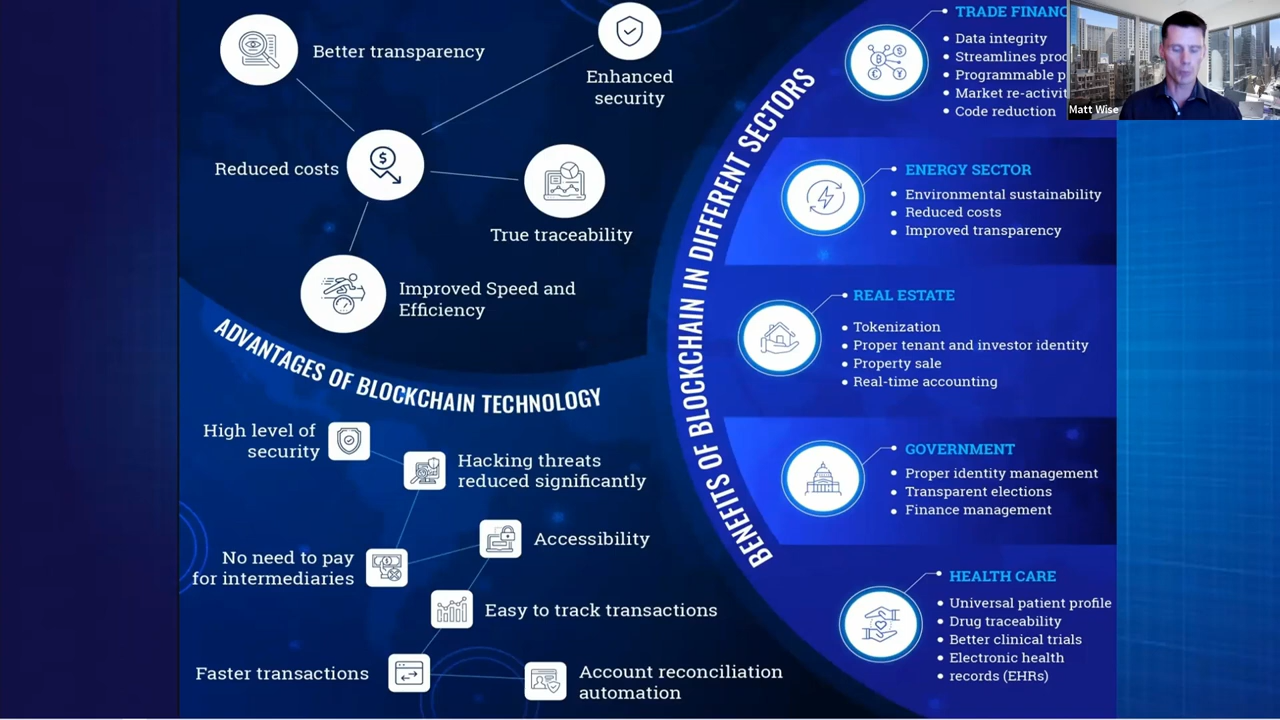 Better transparency
Enhanced
security
Reduced costs
True traceability
Improved Speed and
Efficiency
ADVANTAGES OF BLOCKCHAIN TECHNOLOGY
High level of
security
Hacking threats
reduced significantly
No need to pay
for intermediaries
Accessibility
Easy to track transactions
Faster transactions
Account reconciliation
automation
BENEFITS OF BLOCKCHAIN IN DIFFERENT SECTORS
TRADE
Data integrity
Streamlines
Programmable
Market
Code reduction
Matt Wise
ENERGY SECTOR
Environmental sustainability
Reduced costs
Improved transparency
REAL ESTATE
Tokenization
Proper tenant and investor identity
Property sale
Real-time accounting
GOVERNMENT
Proper identity management
Transparent elections
Finance management
HEALTH CARE
Universal patient profile
Drug traceability
Better clinical trials
Electronic health
records (EHRs)